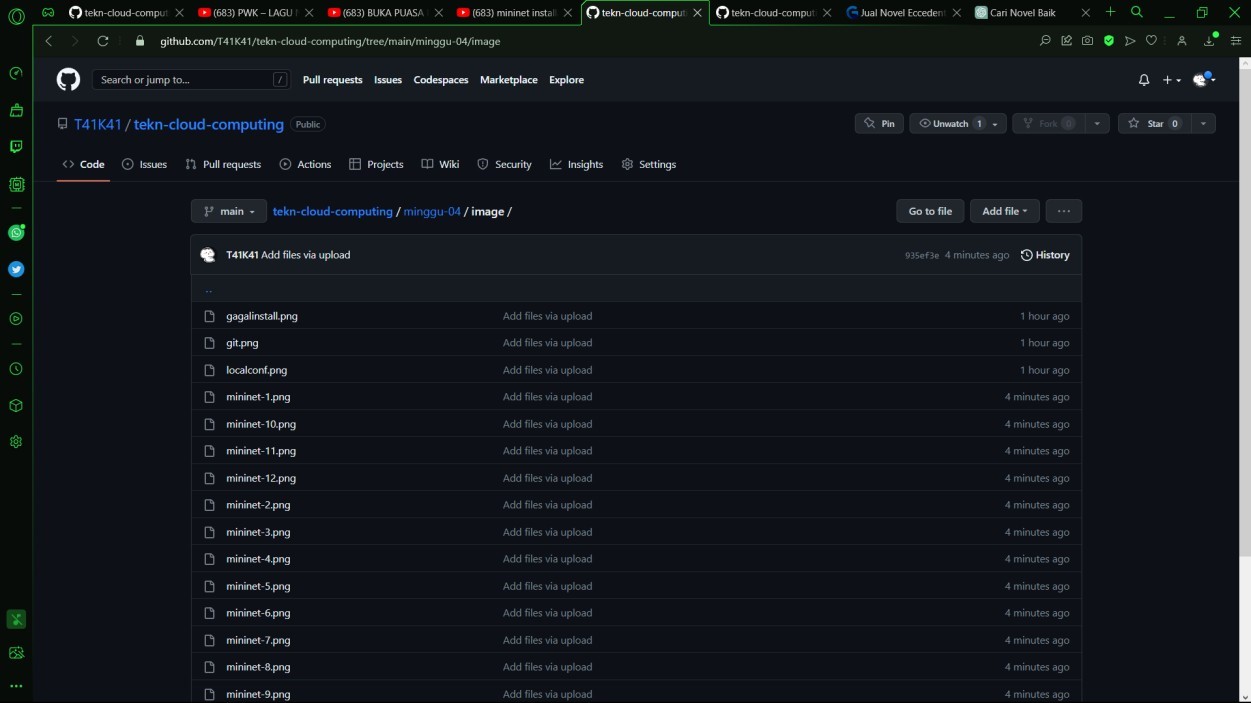 tekn-cloud-comput
(683) PWK – LAGU
(683) BUKA PUASA
(683) mininet instal
tekn-cloud-comput
tekn-cloud-comput
Jual Novel Eccedent
Cari Novel Baik
github.com/T41K41/tekn-cloud-computing/tree/main/minggu-04/image
Search or jump to... /
Pull requests Issues Codespaces Marketplace Explore
T41K41 / tekn-cloud-computing Public
Pin Unwatch 1 Fork 0 Star 0
Code Issues Pull requests Actions Projects Wiki Security Insights Settings
main tekn-cloud-computing / minggu-04 / image /
Go to file Add file ...
T41K41 Add files via upload 935ef3e 4 minutes ago History
..
gagalinstall.png Add files via upload 1 hour ago
git.png Add files via upload 1 hour ago
localconf.png Add files via upload 1 hour ago
mininet-1.png Add files via upload 4 minutes ago
mininet-10.png Add files via upload 4 minutes ago
mininet-11.png Add files via upload 4 minutes ago
mininet-12.png Add files via upload 4 minutes ago
mininet-2.png Add files via upload 4 minutes ago
mininet-3.png Add files via upload 4 minutes ago
mininet-4.png Add files via upload 4 minutes ago
mininet-5.png Add files via upload 4 minutes ago
mininet-6.png Add files via upload 4 minutes ago
mininet-7.png Add files via upload 4 minutes ago
mininet-8.png Add files via upload 4 minutes ago
mininet-9.png Add files via upload 4 minutes ago